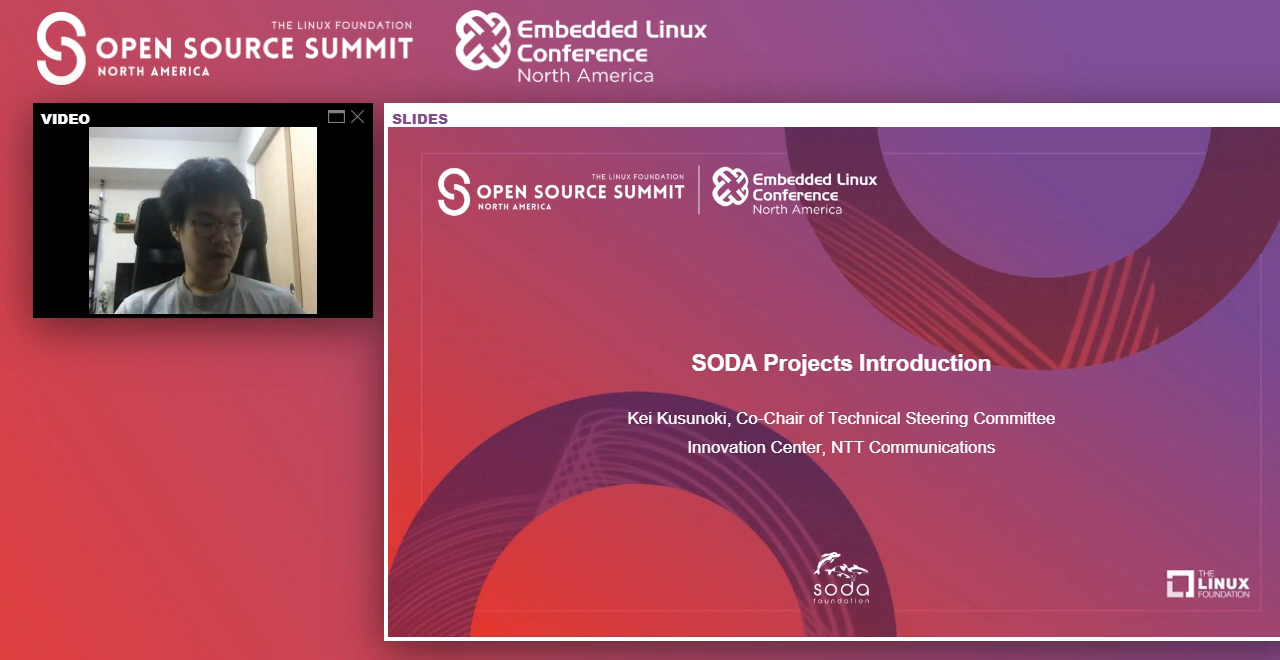 THE LINUX FOUNDATION
OPEN SOURCE SUMMIT
NORTH AMERICA
Embedded Linux
Conference
North America
VIDEO
SLIDES
THE LINUX FOUNDATION
OPEN SOURCE SUMMIT
NORTH AMERICA
Embedded Linux
Conference
North America
SODA Projects Introduction
Kei Kusunoki, Co-Chair of Technical Steering Committee
Innovation Center, NTT Communications
soda
foundation
THE
LINUX
FOUNDATION